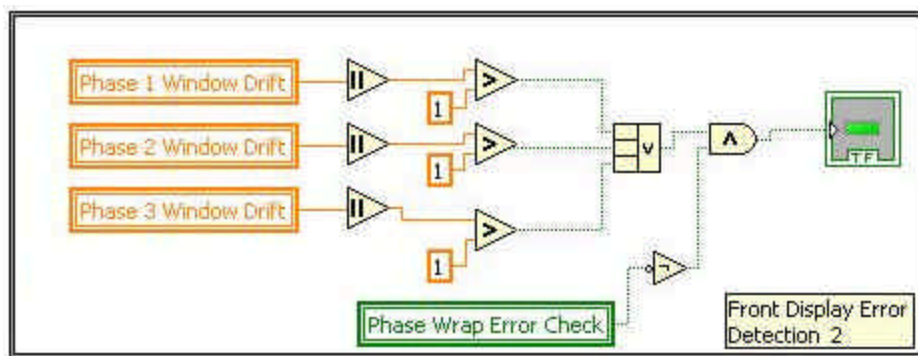 Phase 1 Window Drift
1
Phase 2 Window Drift
1
Phase 3 Window Drift
1
>
>
>
v
^
TF
¬
Phase Wrap Error Check
Front Display Error
Detection 2